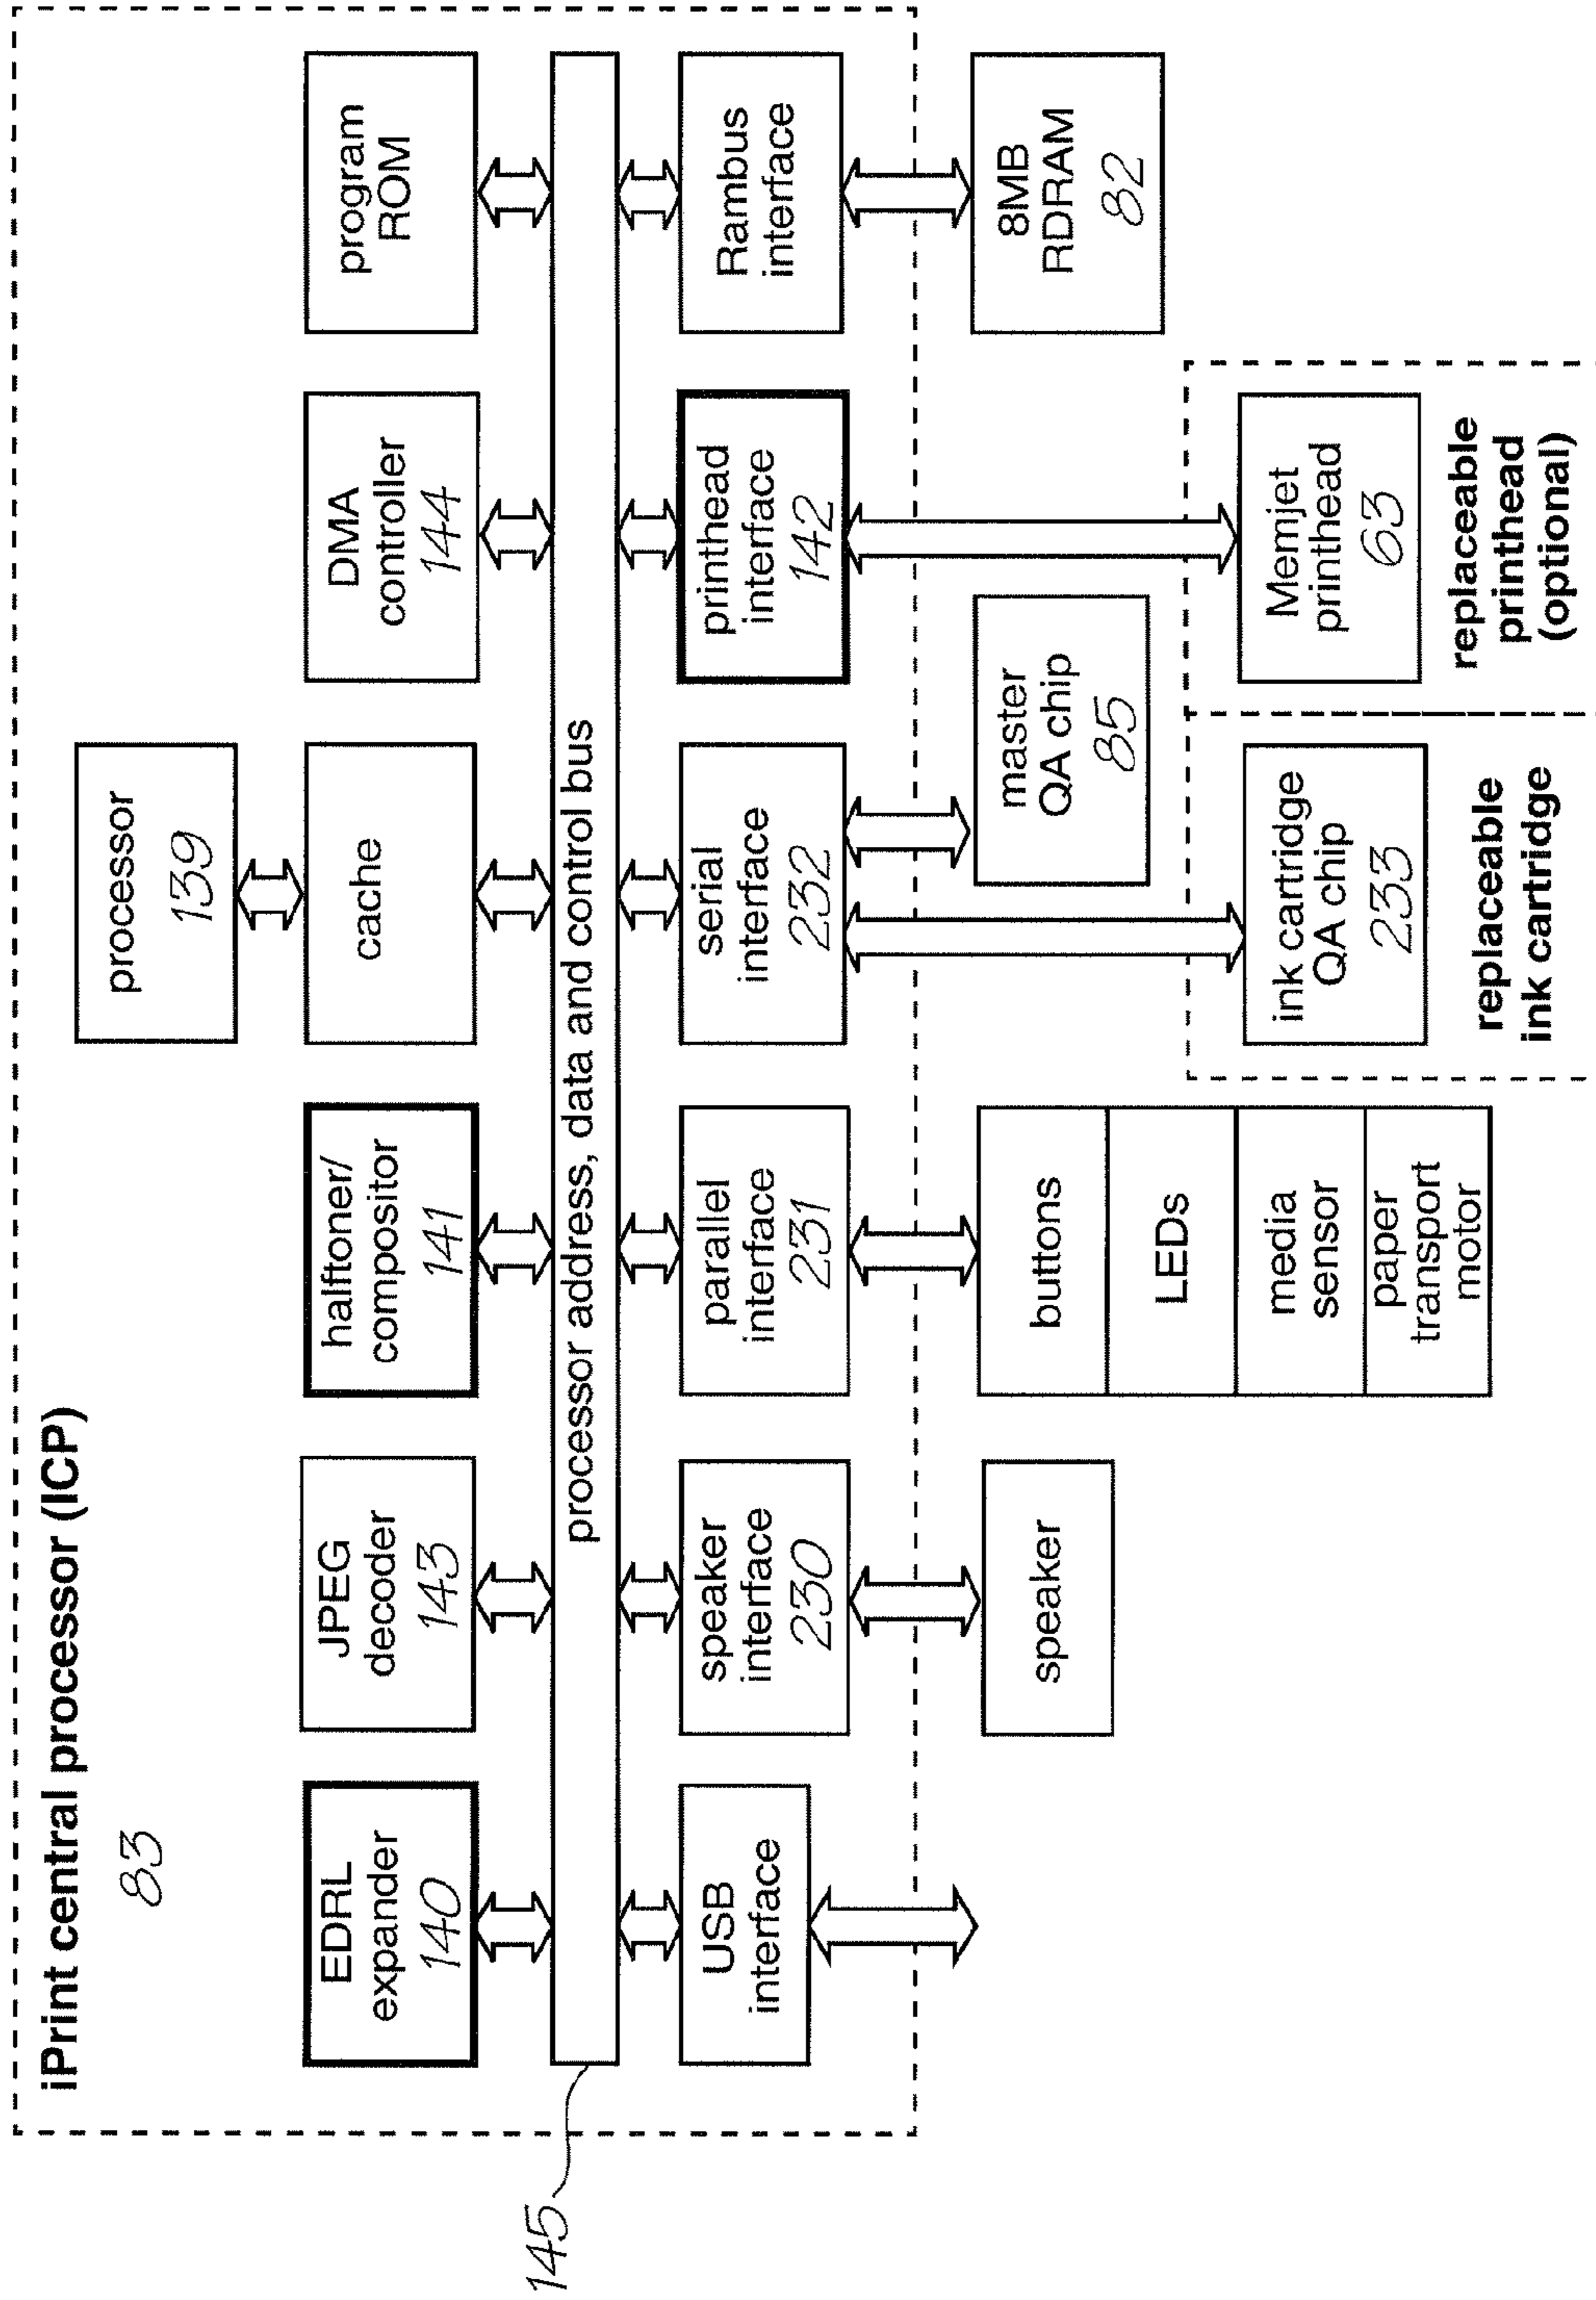 iPrint central processor (ICP)
83
processor
139
EDRL
expander
140
JPEG
decoder
143
halftoner/
compositor
141
cache
DMA
controller
144
program
ROM
145
processor address, data and control bus
USB
interface
speaker
interface
230
parallel
interface
231
serial
interface
232
printhead
interface
142
Rambus
interface
speaker
buttons
LEDs
media
sensor
paper
transport
motor
master
QA chip
85
8MB
RDRAM
82
ink cartridge
QA chip
233
replaceable
ink cartridge
Memjet
printhead
63
replaceable
printhead
(optional)